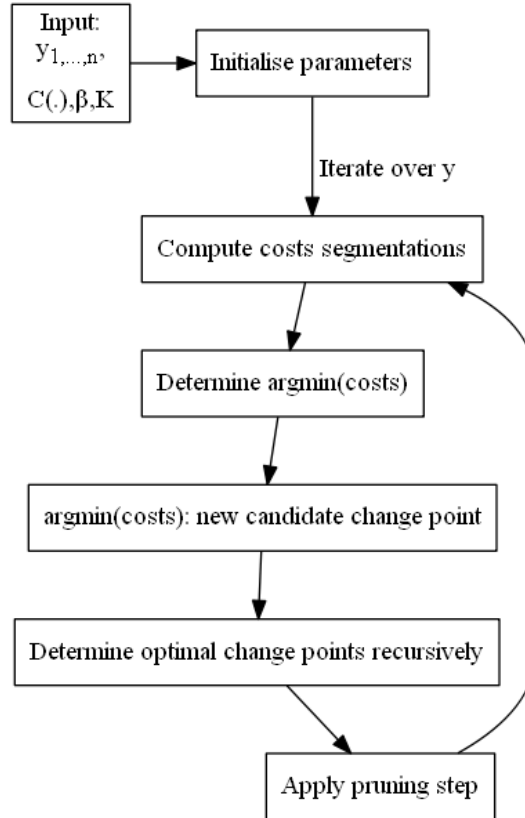 Input:
y1,...,n,
C(.),β,K
Initialise parameters
Iterate over y
Compute costs segmentations
Determine argmin(costs)
argmin(costs): new candidate change point
Determine optimal change points recursively
Apply pruning step